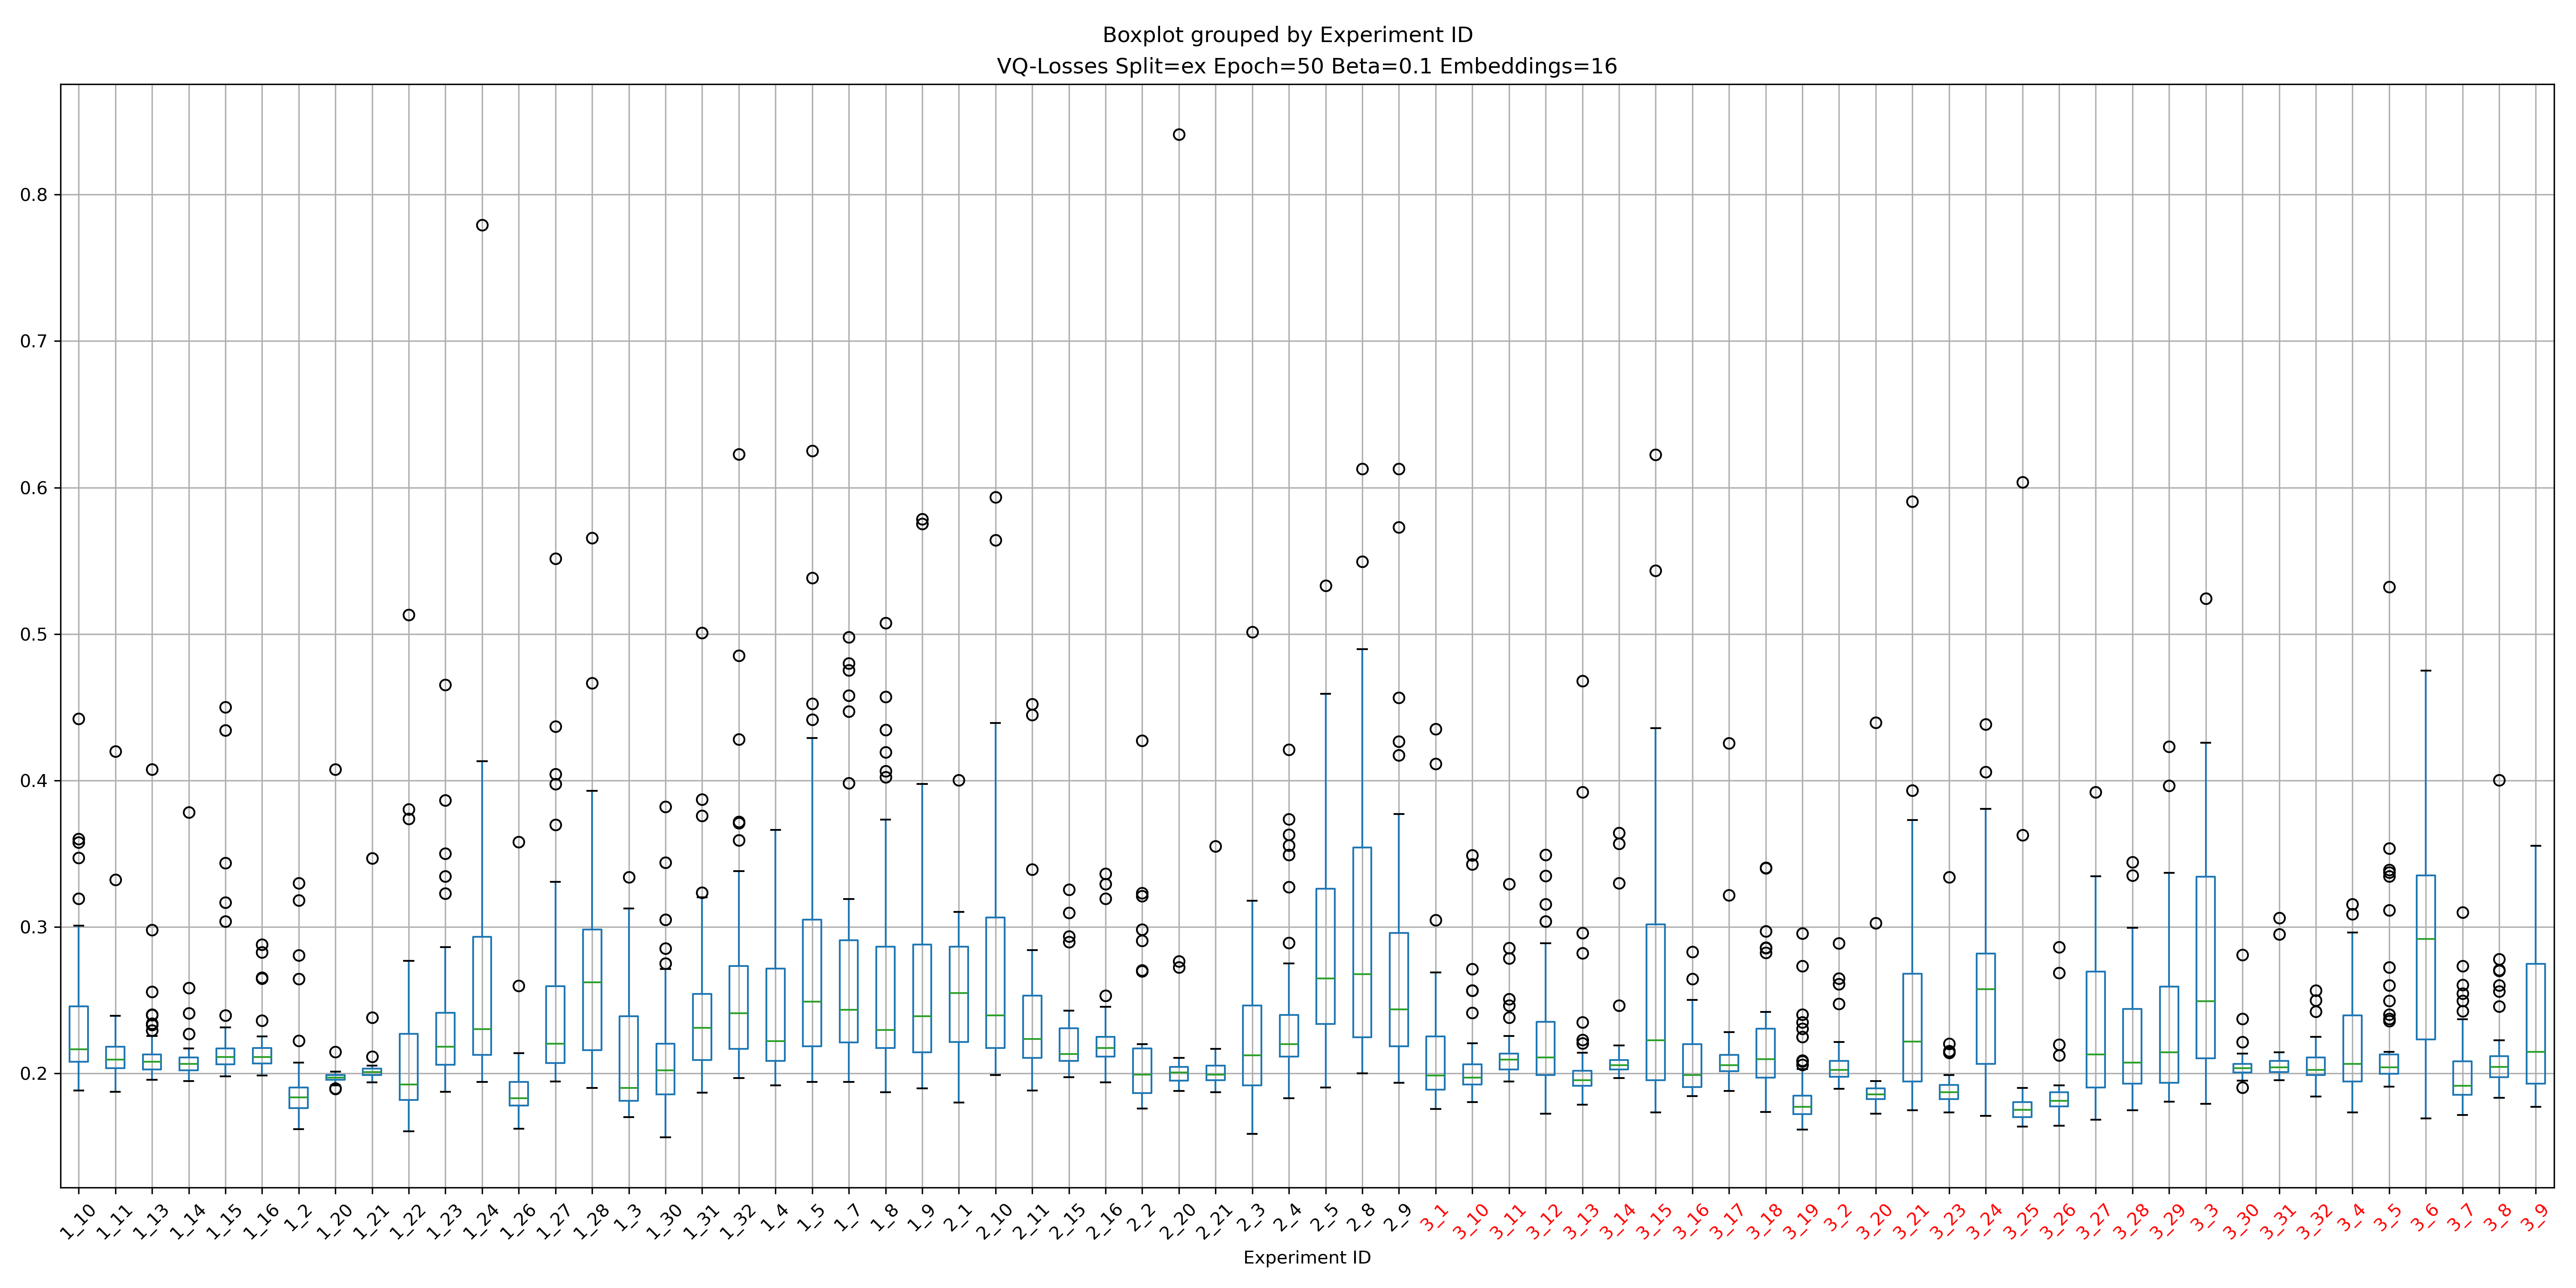 Boxplot grouped by Experiment ID
VQ-Losses Split=ex Epoch=50 Beta=0.1 Embeddings=16
0.8
0.7
0.6
0.5
0.4
0.3
0.2
1_10 1_11 1_13 1_14 1_15 1_16 1_2 1_20 1_21 1_22 1_23 1_24 1_26 1_27 1_28 1_3 1_30 1_31 1_32 1_4 1_5 1_7 1_8 1_9 2_1 2_10 2_11 2_15 2_16 2_2 2_20 2_21 2_3 2_4 2_5 2_8 2_9 3_1 3_10 3_11 3_12 3_13 3_14 3_15 3_16 3_17 3_18 3_19 3_2 3_20 3_21 3_23 3_24 3_25 3_26 3_27 3_28 3_29 3_3 3_30 3_31 3_32 3_4 3_5 3_6 3_7 3_8 3_9
Experiment ID